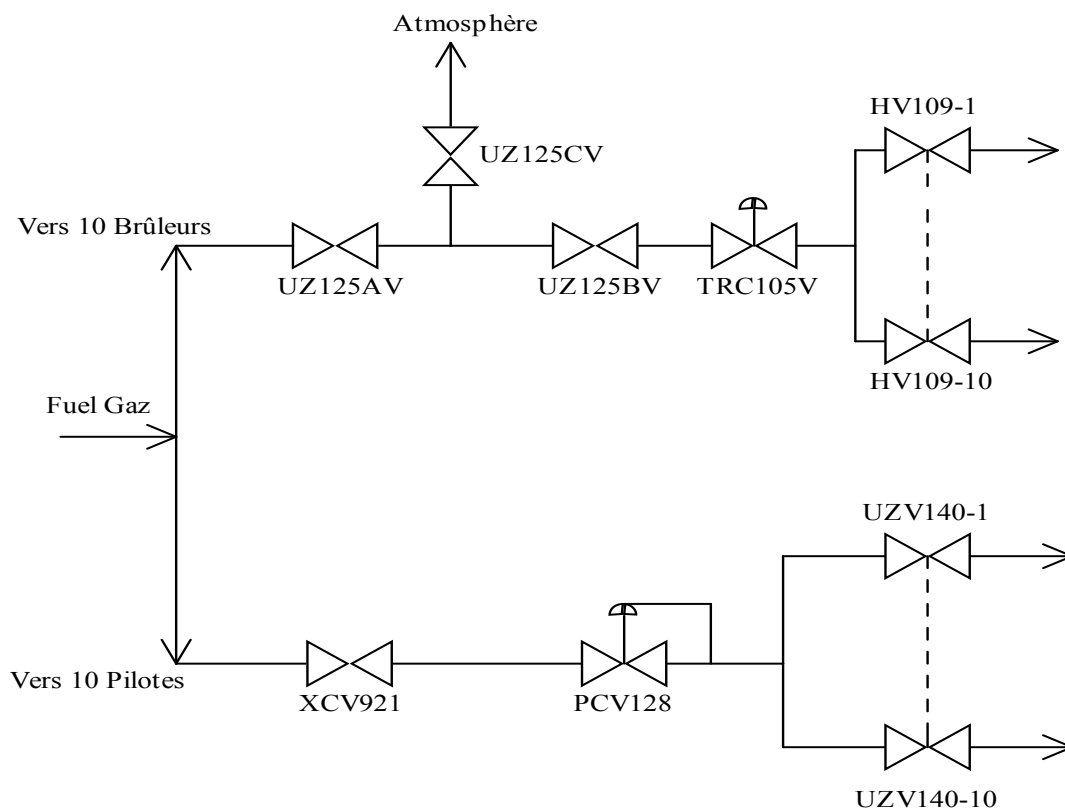 Atmosphère
HV109-1
UZ125CV
Vers 10 Brûleurs
UZ125AV
UZ125BV
TRC105V
HV109-10
Fuel Gaz
UZV140-1
Vers 10 Pilotes
XCV921
PCV128
UZV140-10